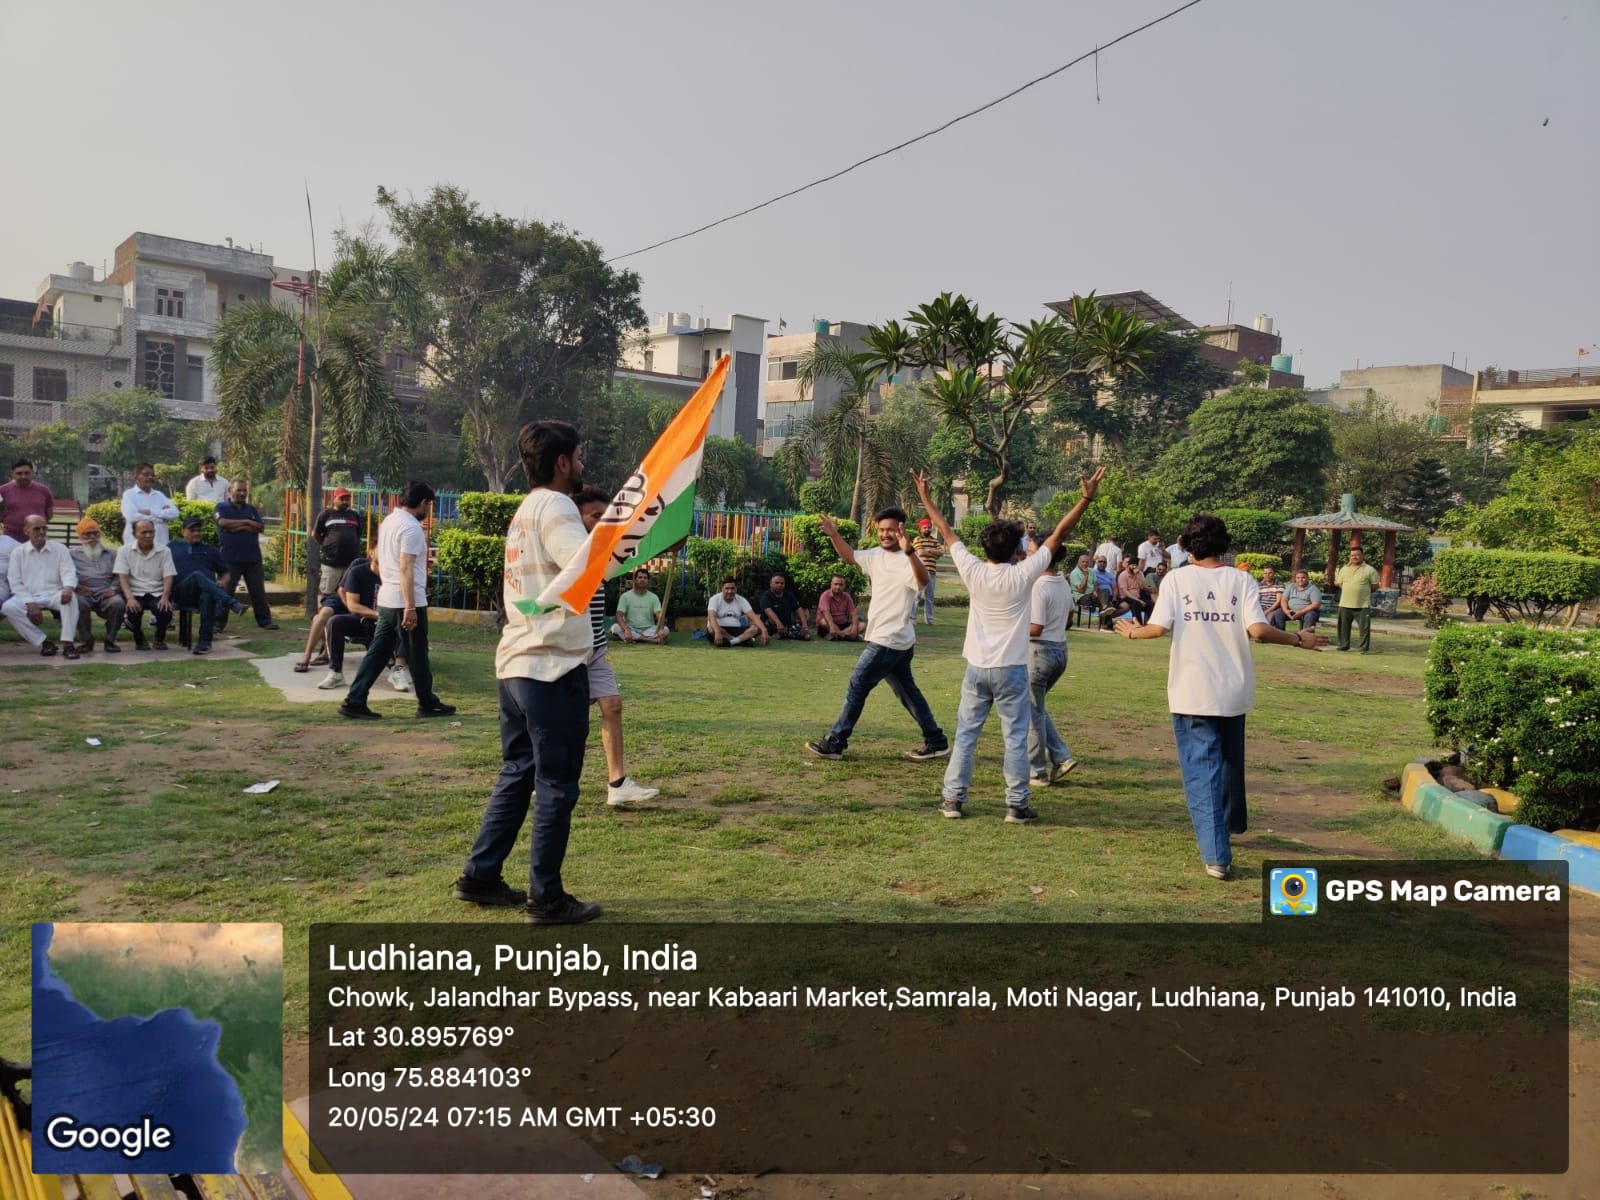 I A B
STUDIO
GPS Map Camera
Ludhiana, Punjab, India
Chowk, Jalandhar Bypass, near Kabaari Market,Samrala, Moti Nagar, Ludhiana, Punjab 141010, India
Lat 30.895769°
Long 75.884103°
20/05/24 07:15 AM GMT +05:30
Google